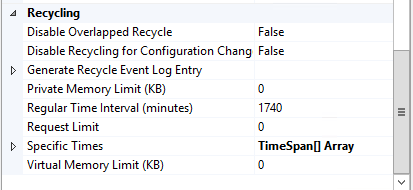 Recycling
Disable Overlapped Recycle False
Disable Recycling for Configuration Chang False
Generate Recycle Event Log Entry
Private Memory Limit (KB) 0
Regular Time Interval (minutes) 1740
Request Limit 0
Specific Times TimeSpan[] Array
Virtual Memory Limit (KB) 0